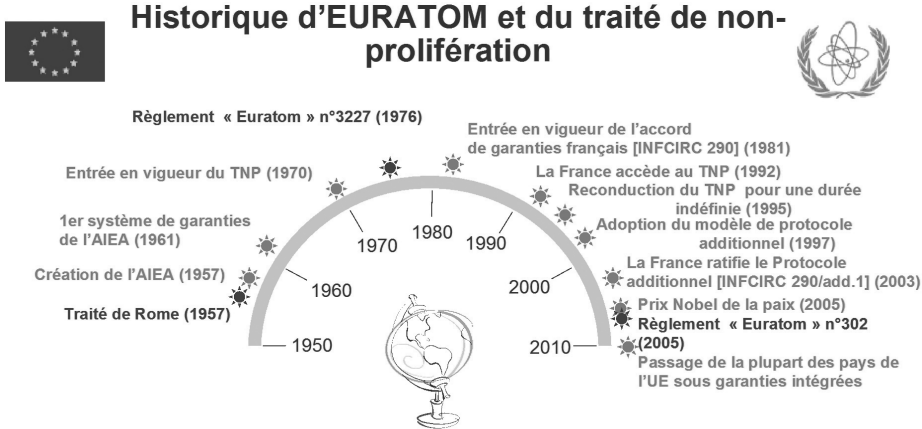 Historique d’EURATOM et du traité de non-
prolifération
Règlement « Euratom » n°3227 (1976)
Entrée en vigueur de l’accord
de garanties français [INFCIRC 290] (1981)
Entrée en vigueur du TNP (1970)
La France accède au TNP (1992)
Reconduction du TNP pour une durée
indéfinie (1995)
1er système de garanties
de l’AIEA (1961)
Adoption du modèle de protocole
additionnel (1997)
Création de l’AIEA (1957)
La France ratifie le Protocole
additionnel [INFCIRC 290/add.1] (2003)
Traité de Rome (1957)
Prix Nobel de la paix (2005)
Règlement « Euratom » n°302
(2005)
Passage de la plupart des pays de
l’UE sous garanties intégrées
1950
1960
1970
1980
1990
2000
2010